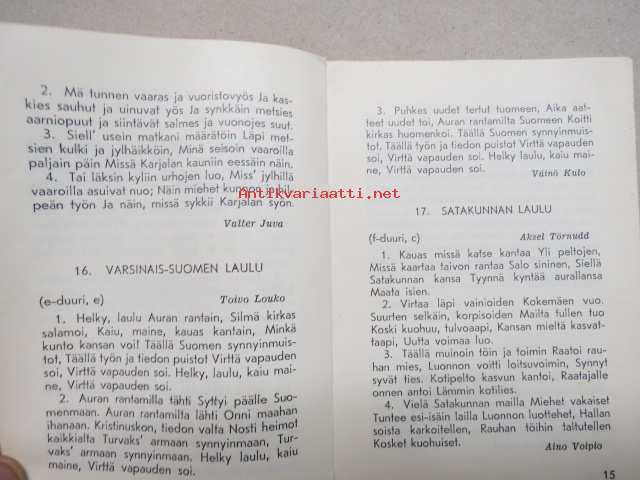 2. Mä tunnen vaaras ja vuoristovyös Ja kas-
kies sauhut ja uinuvat yös Ja synkkäin metsies
aarniopuut ja siintävät salmes ja vuonojes suut.
3. Siell' usein matkani määrätöin Läpi met-
sien kulki ja jylhäikköin, Minä seisoin vaaroilla
paljain päin Missä Karjalan kauniin eessäin näin.
4. Tai läksin kyliin urhojen luo, Miss' jylhillä
vaaroilla asuivat nuo; Näin miehet kunnon
peän työn Ja näin, missä sykkii Karjalan syön.
Valter Juva
16. VARSINAIS-SUOMEN LAULU
(e-duuri, e) Toivo Louko
1. Helky, laulu Auran rantain, Silmä kirkas
salamoi, Kaiu, maine, kauas kantain, Minkä
kunto kansan voi! Täällä Suomen synnyinmuis-
tot, Täällä työn ja tiedon puistot Virttä vapauden
soi, Virttä vapauden soi. Helky, laulu, kaiu mai-
ne, Virttä vapauden soi.
2. Auran rantamilta tähti Syttyi päälle Suo-
menmaan. Auran rantamilta lähti Onni maahan
ihanaan. Kristinuskon, tiedon valta Nosti heimot
kaikkialta Turvaks' armaan synnyinmaan, Tur-
vaks' armaan synnyinmaan. Helky laulu, kaiu
maine, Virttä vapauden soi.
3. Puhkes uudet tertut tuomeen, Aika aat-
teet uudet toi, Auran rantamilta Suomeen Koitti
kirkas huomenkoi. Täällä Suomen synnyinmuis-
tot, Täällä työn ja tiedon puistot Virttä vapauden
soi, Virttä vapauden soi. Helky laulu, kaiu mai-
ne, Virttä vapauden soi.
Väinö Kulo
17. SATAKUNNAN LAULU
(f-duuri, c) Aksel Törnudd
1. Kauas missä katse kantaa Yli peltojen,
Missä kaartaa taivon rantaa Salo sininen, Siellä
Satakunnan kansa Tyynnä kyntää aurallansa
Maata isien.
2. Virtaa läpi vainioiden Kokemäen vuo.
Suurten selkäin, korpisoiden Mailta tullen tuo
Koski kuohuu, tulvoaapi, Kansan mieltä kasvat-
taapi, Uutta voimaa luo.
3. Täällä muinoin töin ja toimin Raatoi rau-
han mies, Luonnon voitti loitsuvoimin, Synnyt
syvät ties. Kotipelto kasvun kantoi, Raatajalle
onnen antoi Lämmin kotilies.
4. Vielä Satakunnan mailla Miehet vakaiset
Tuntee esi-isäin lailla Luonnon luottehet, Hallan
soista karkoitellen, Rauhan töihin taltutellen
Kosket kuohuiset.
Aino Voipio
15
Antikvariaatti.net